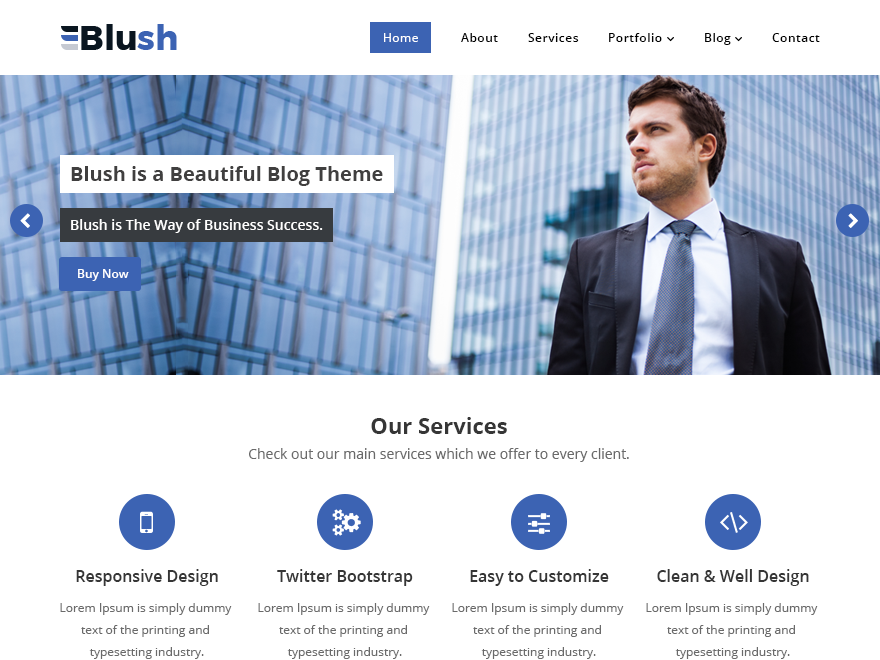 Blush
Home About Services Portfolio Blog Contact
Blush is a Beautiful Blog Theme
Blush is The Way of Business Success.
Buy Now
Our Services
Check out our main services which we offer to every client.
Responsive Design Twitter Bootstrap Easy to Customize Clean & Well Design
Lorem Ipsum is simply dummy Lorem Ipsum is simply dummy Lorem Ipsum is simply dummy Lorem Ipsum is simply dummy
text of the printing and text of the printing and text of the printing and text of the printing and
typesetting industry. typesetting industry. typesetting industry. typesetting industry.